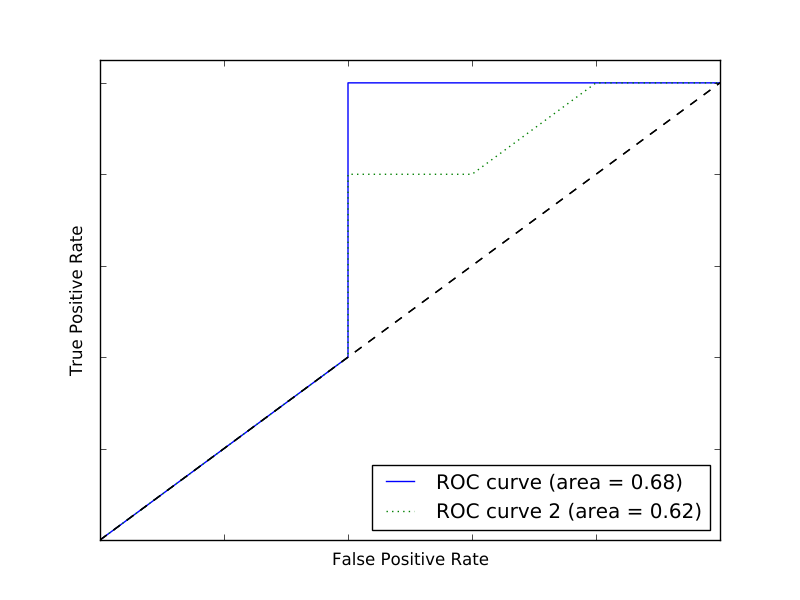 True Positive Rate
ROC curve (area = 0.68)
ROC curve 2 (area = 0.62)
False Positive Rate